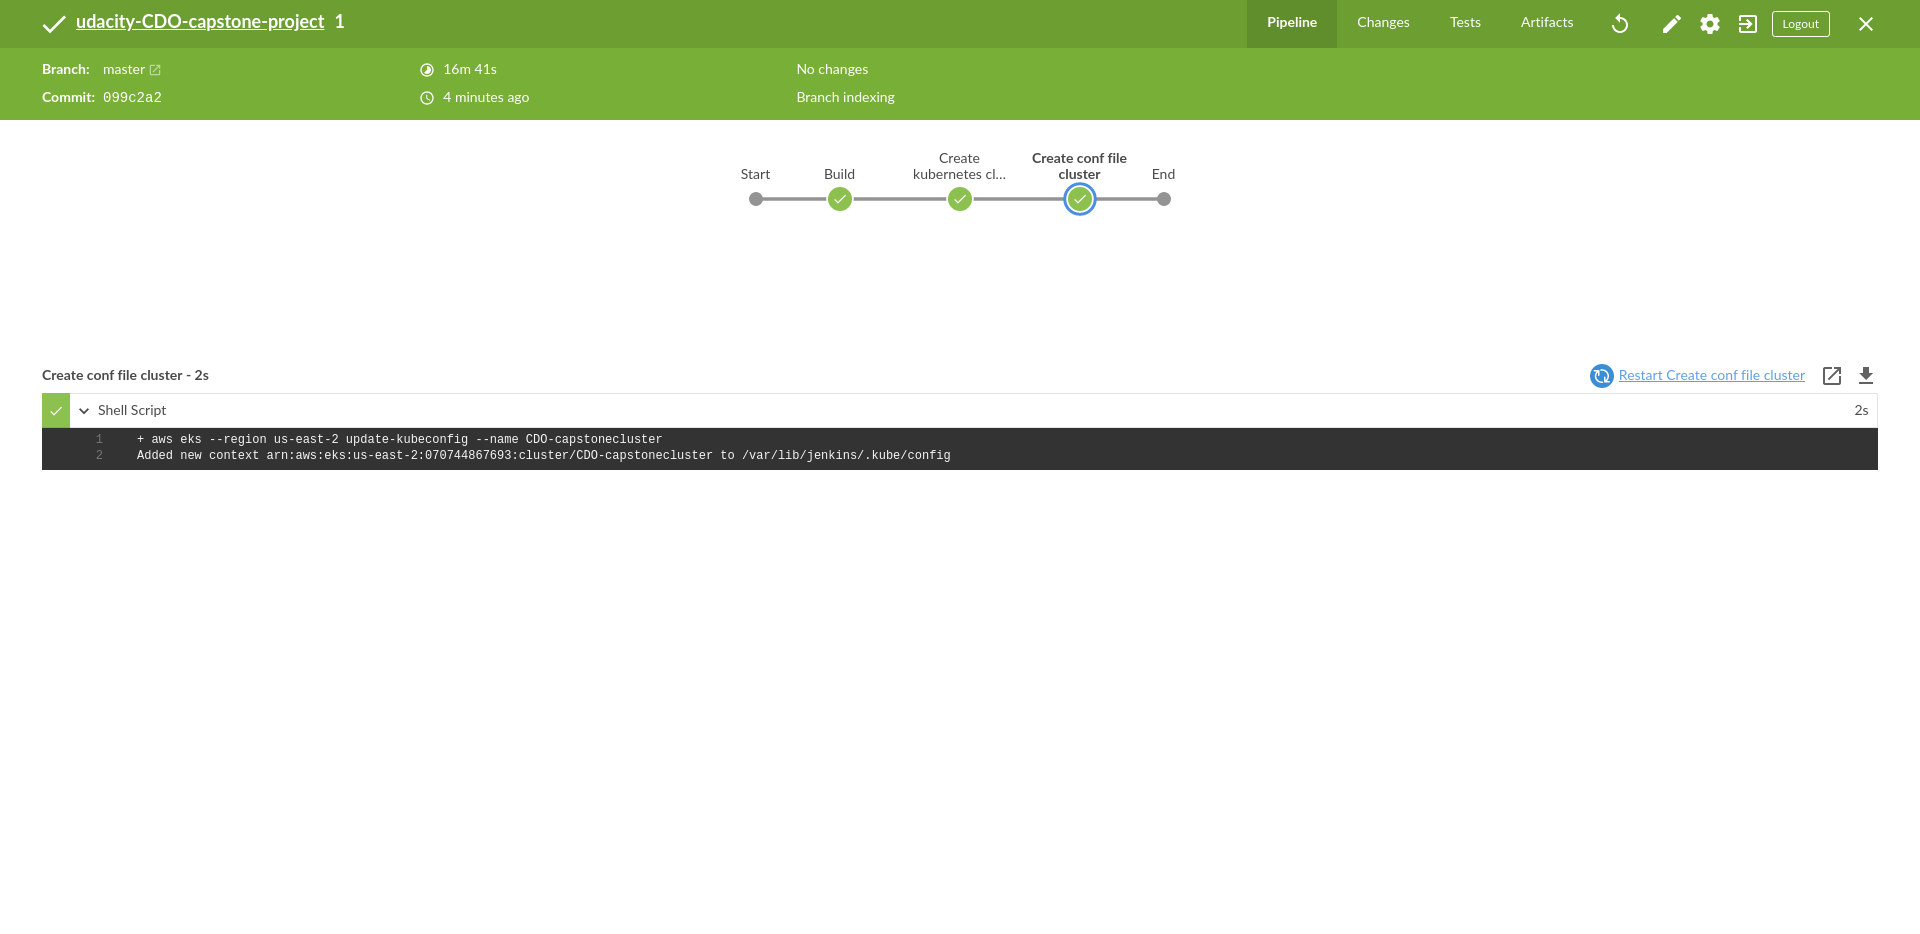 udacity-CDO-capstone-project 1
Pipeline Changes Tests Artifacts Logout
Branch: master 16m 41s No changes
Commit: 099c2a2 4 minutes ago Branch indexing
Start Build Create kubernetes cl... Create conf file cluster End
Create conf file cluster - 2s Restart Create conf file cluster
Shell Script 2s
1 + aws eks --region us-east-2 update-kubeconfig --name CDO-capstonecluster
2 Added new context arn:aws:eks:us-east-2:070744867693:cluster/CDO-capstonecluster to /var/lib/jenkins/.kube/config